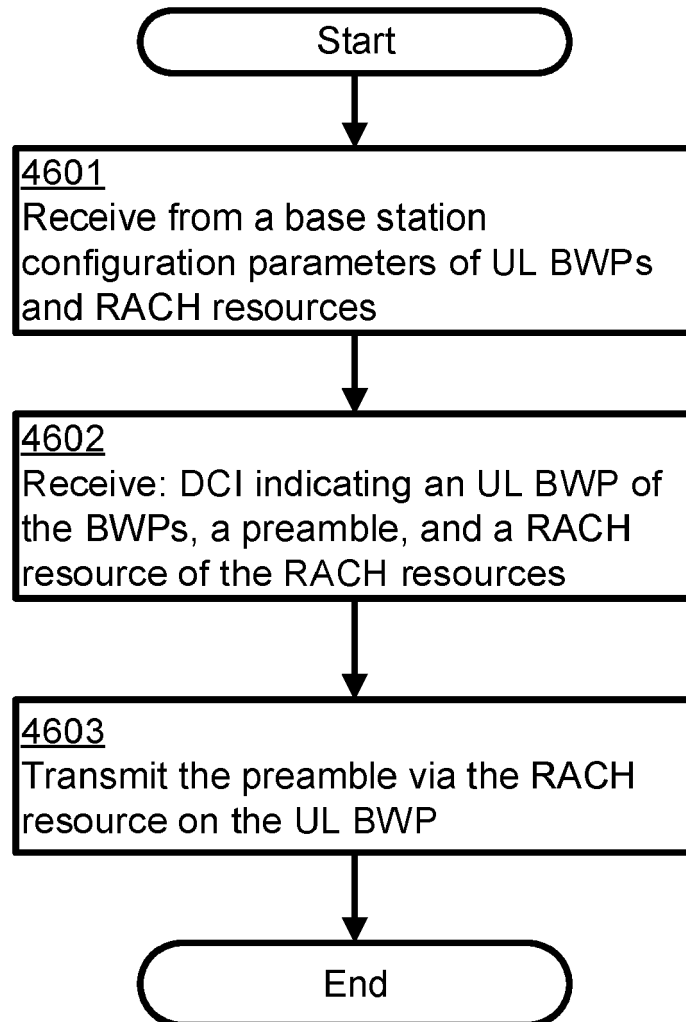 Start
4601
Receive from a base station
configuration parameters of UL BWPs
and RACH resources
4602
Receive: DCI indicating an UL BWP of
the BWPs, a preamble, and a RACH
resource of the RACH resources
4603
Transmit the preamble via the RACH
resource on the UL BWP
End